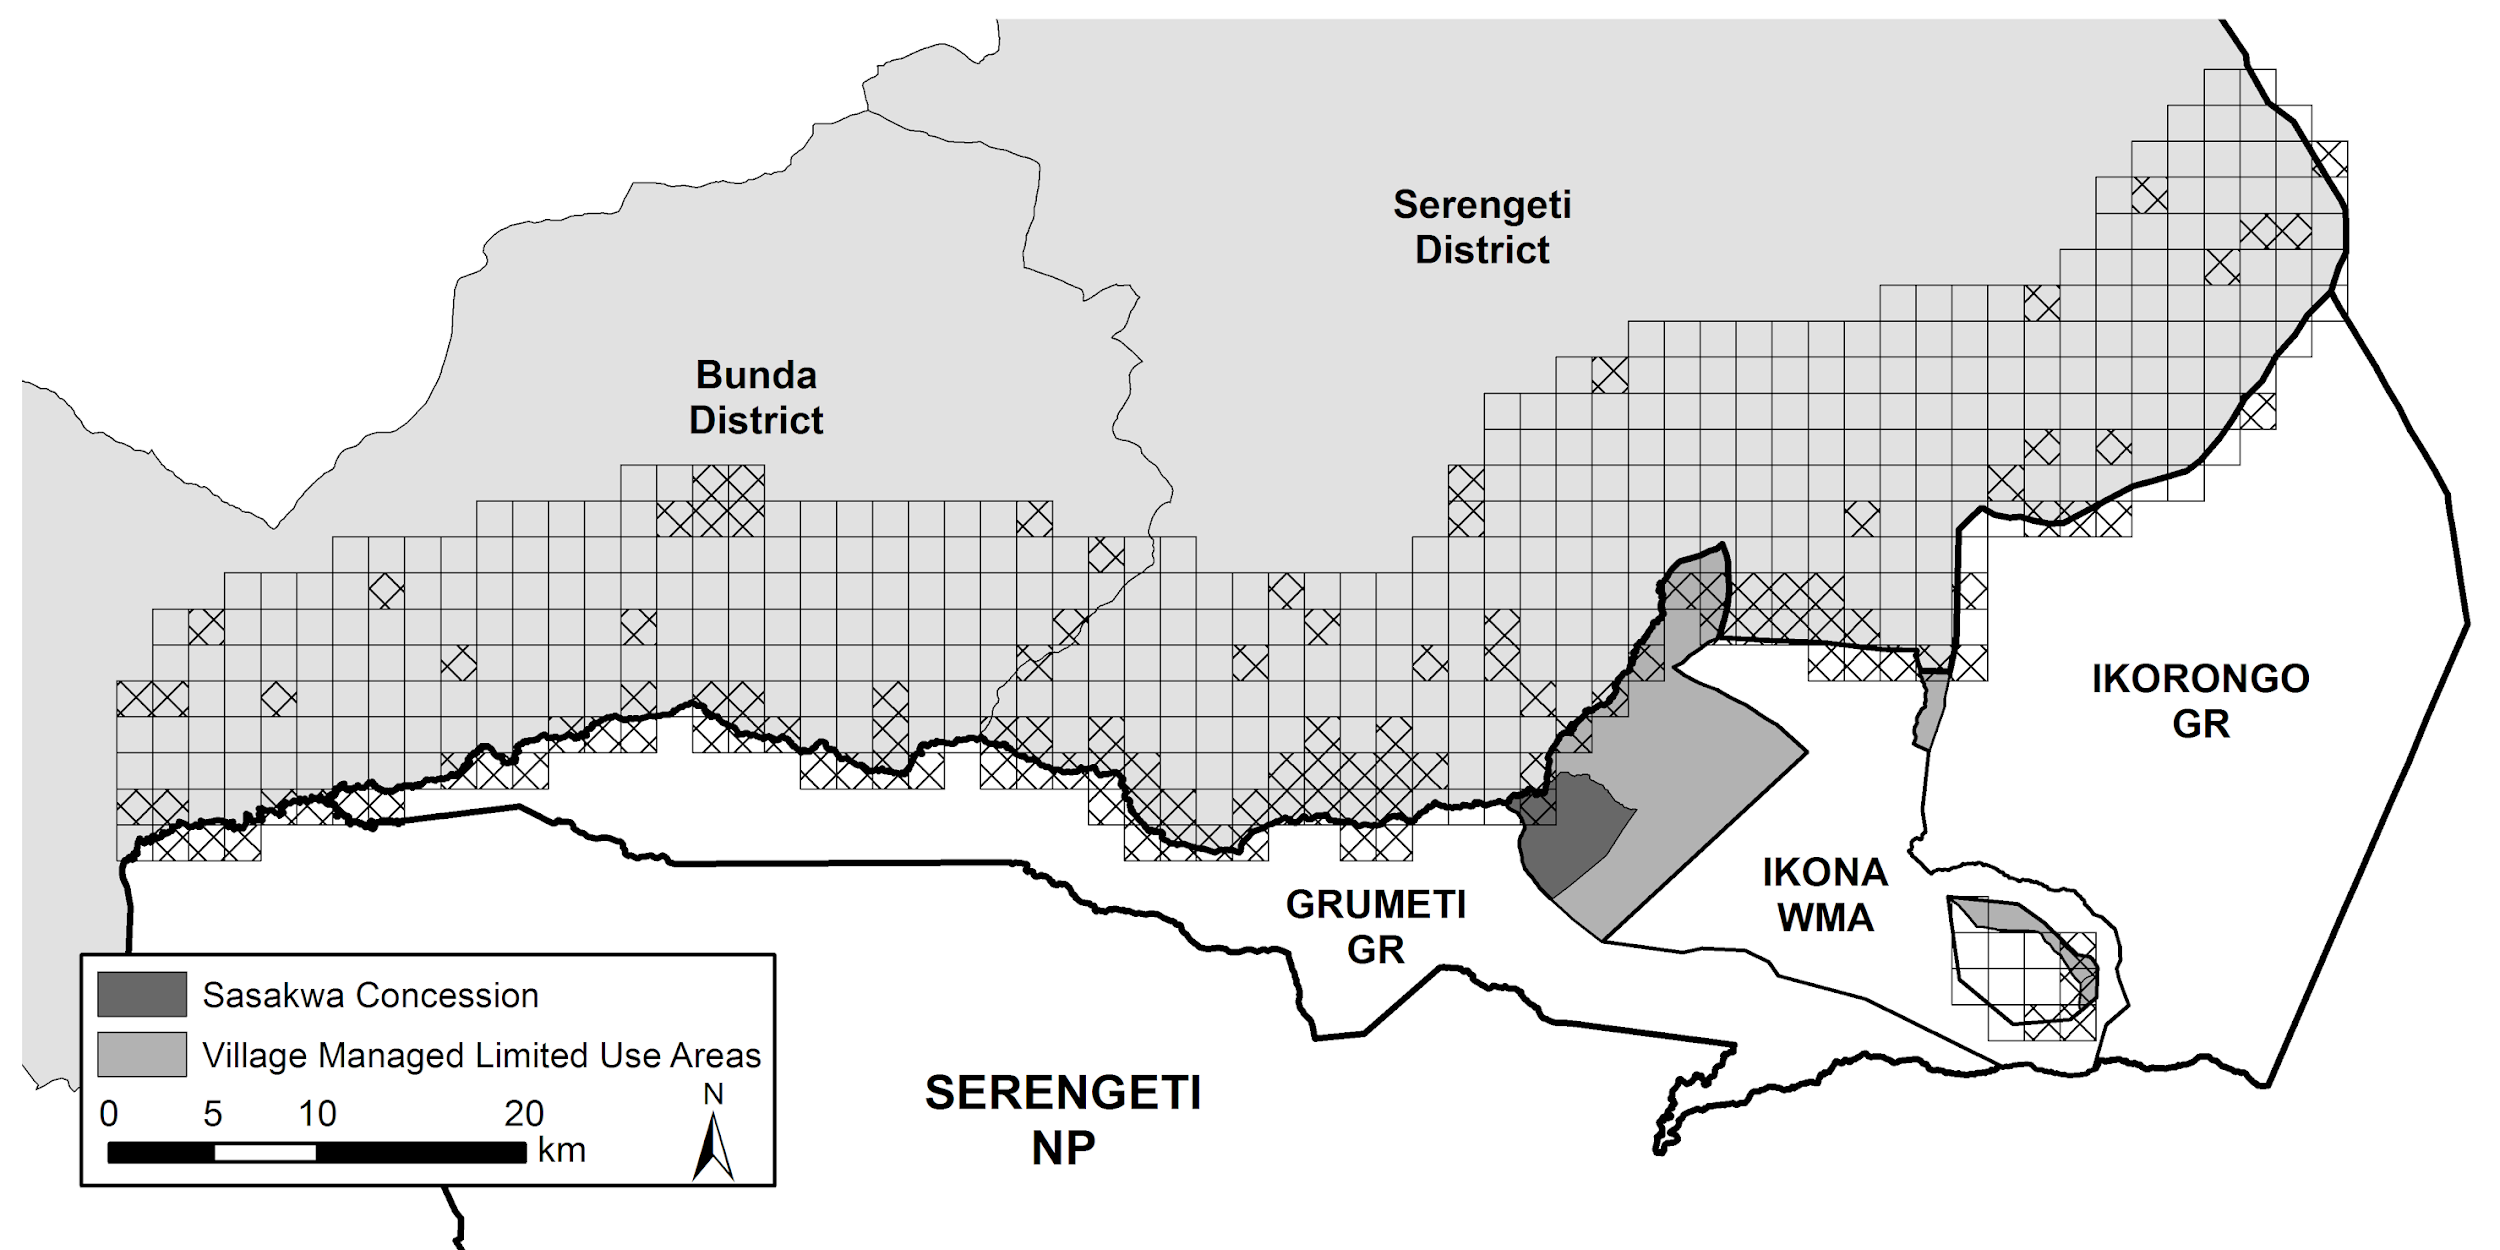 Serengeti
District
Bunda
District
IKORONGO
GR
IKONA
WMA
GRUMETI
GR
SERENGETI
NP
Sasakwa Concession
Village Managed Limited Use Areas
N
0 5 10 20
km